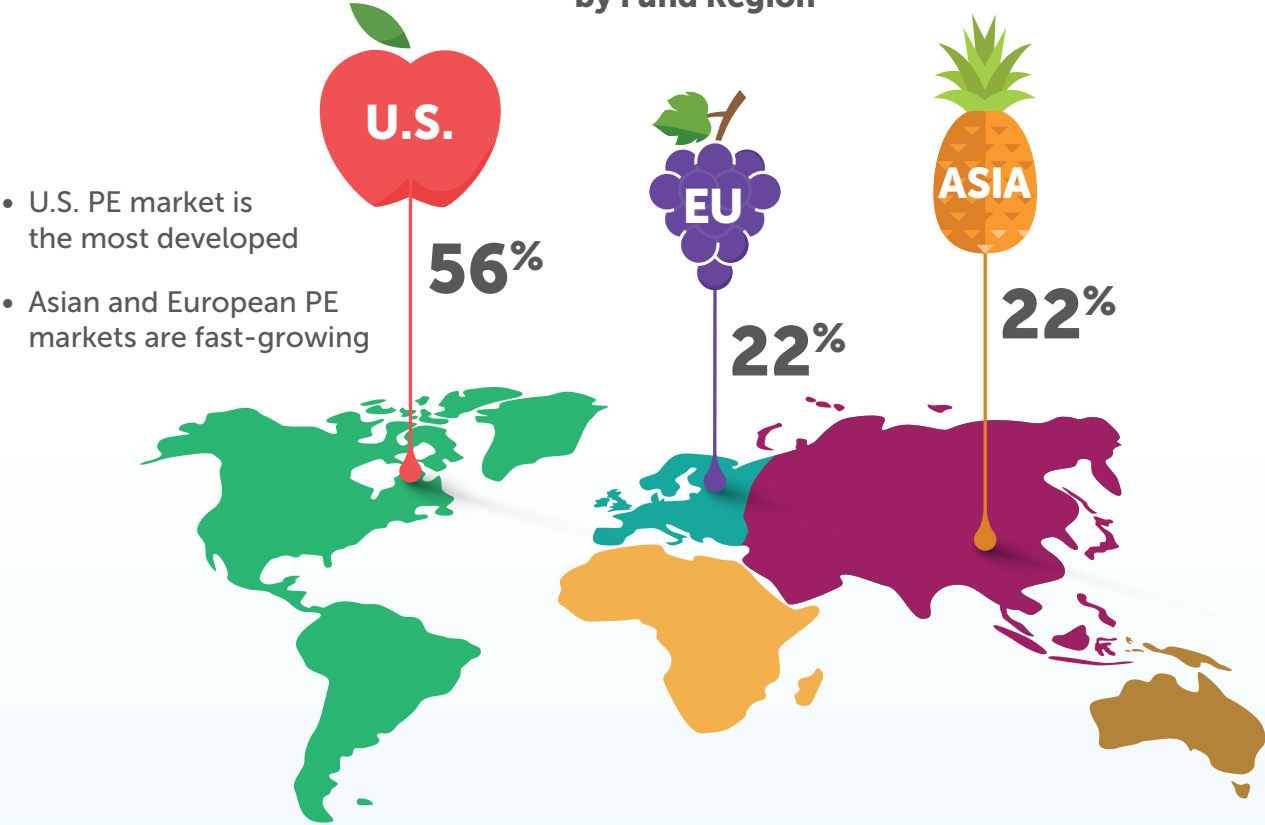 by Fund Region
U.S.
EU
ASIA
• U.S. PE market is
the most developed
• Asian and European PE
markets are fast-growing
56%
22%
22%